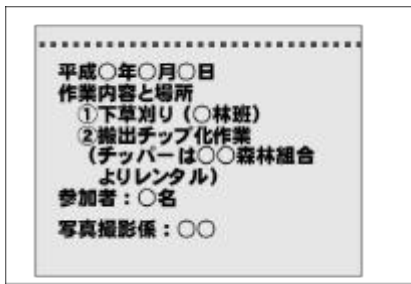 平成○年○月○日
作業内容と場所
①下草刈り(○林班)
②搬出チップ化作業
(チッパーは○○森林組合
よりレンタル)
参加者：○名
写真撮影係：○○